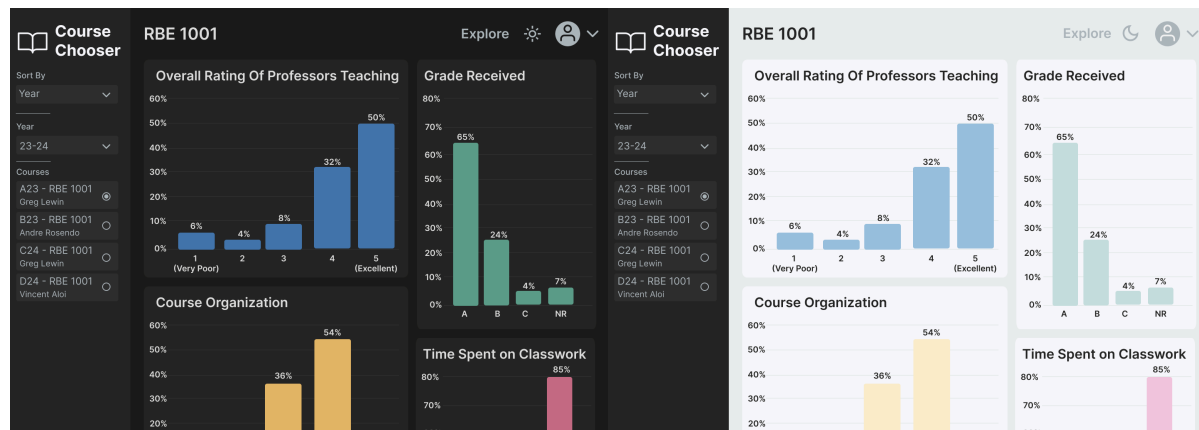 Course
Chooser
Sort By
Year
Year
23-24
Courses
A23 - RBE 1001
Greg Lewin
B23 - RBE 1001
Andre Rosendo
C24 - RBE 1001
Greg Lewin
D24 - RBE 1001
Vincent Aloi
RBE 1001
Explore
Overall Rating Of Professors Teaching
60%
50%
40%
30%
20%
10%
0%
6%
4%
8%
32%
50%
1
(Very Poor)
2
3
4
5
(Excellent)
Grade Received
80%
70%
60%
50%
40%
30%
20%
10%
0%
65%
24%
4%
7%
A
B
C
NR
Course Organization
60%
50%
40%
30%
20%
36%
54%
Time Spent on Classwork
80%
70%
85%
Course
Chooser
Sort By
Year
Year
23-24
Courses
A23 - RBE 1001
Greg Lewin
B23 - RBE 1001
Andre Rosendo
C24 - RBE 1001
Greg Lewin
D24 - RBE 1001
Vincent Aloi
RBE 1001
Explore
Overall Rating Of Professors Teaching
60%
50%
40%
30%
20%
10%
0%
6%
4%
8%
32%
50%
1
(Very Poor)
2
3
4
5
(Excellent)
Grade Received
80%
70%
60%
50%
40%
30%
20%
10%
0%
65%
24%
4%
7%
A
B
C
NR
Course Organization
60%
50%
40%
30%
20%
36%
54%
Time Spent on Classwork
80%
70%
85%